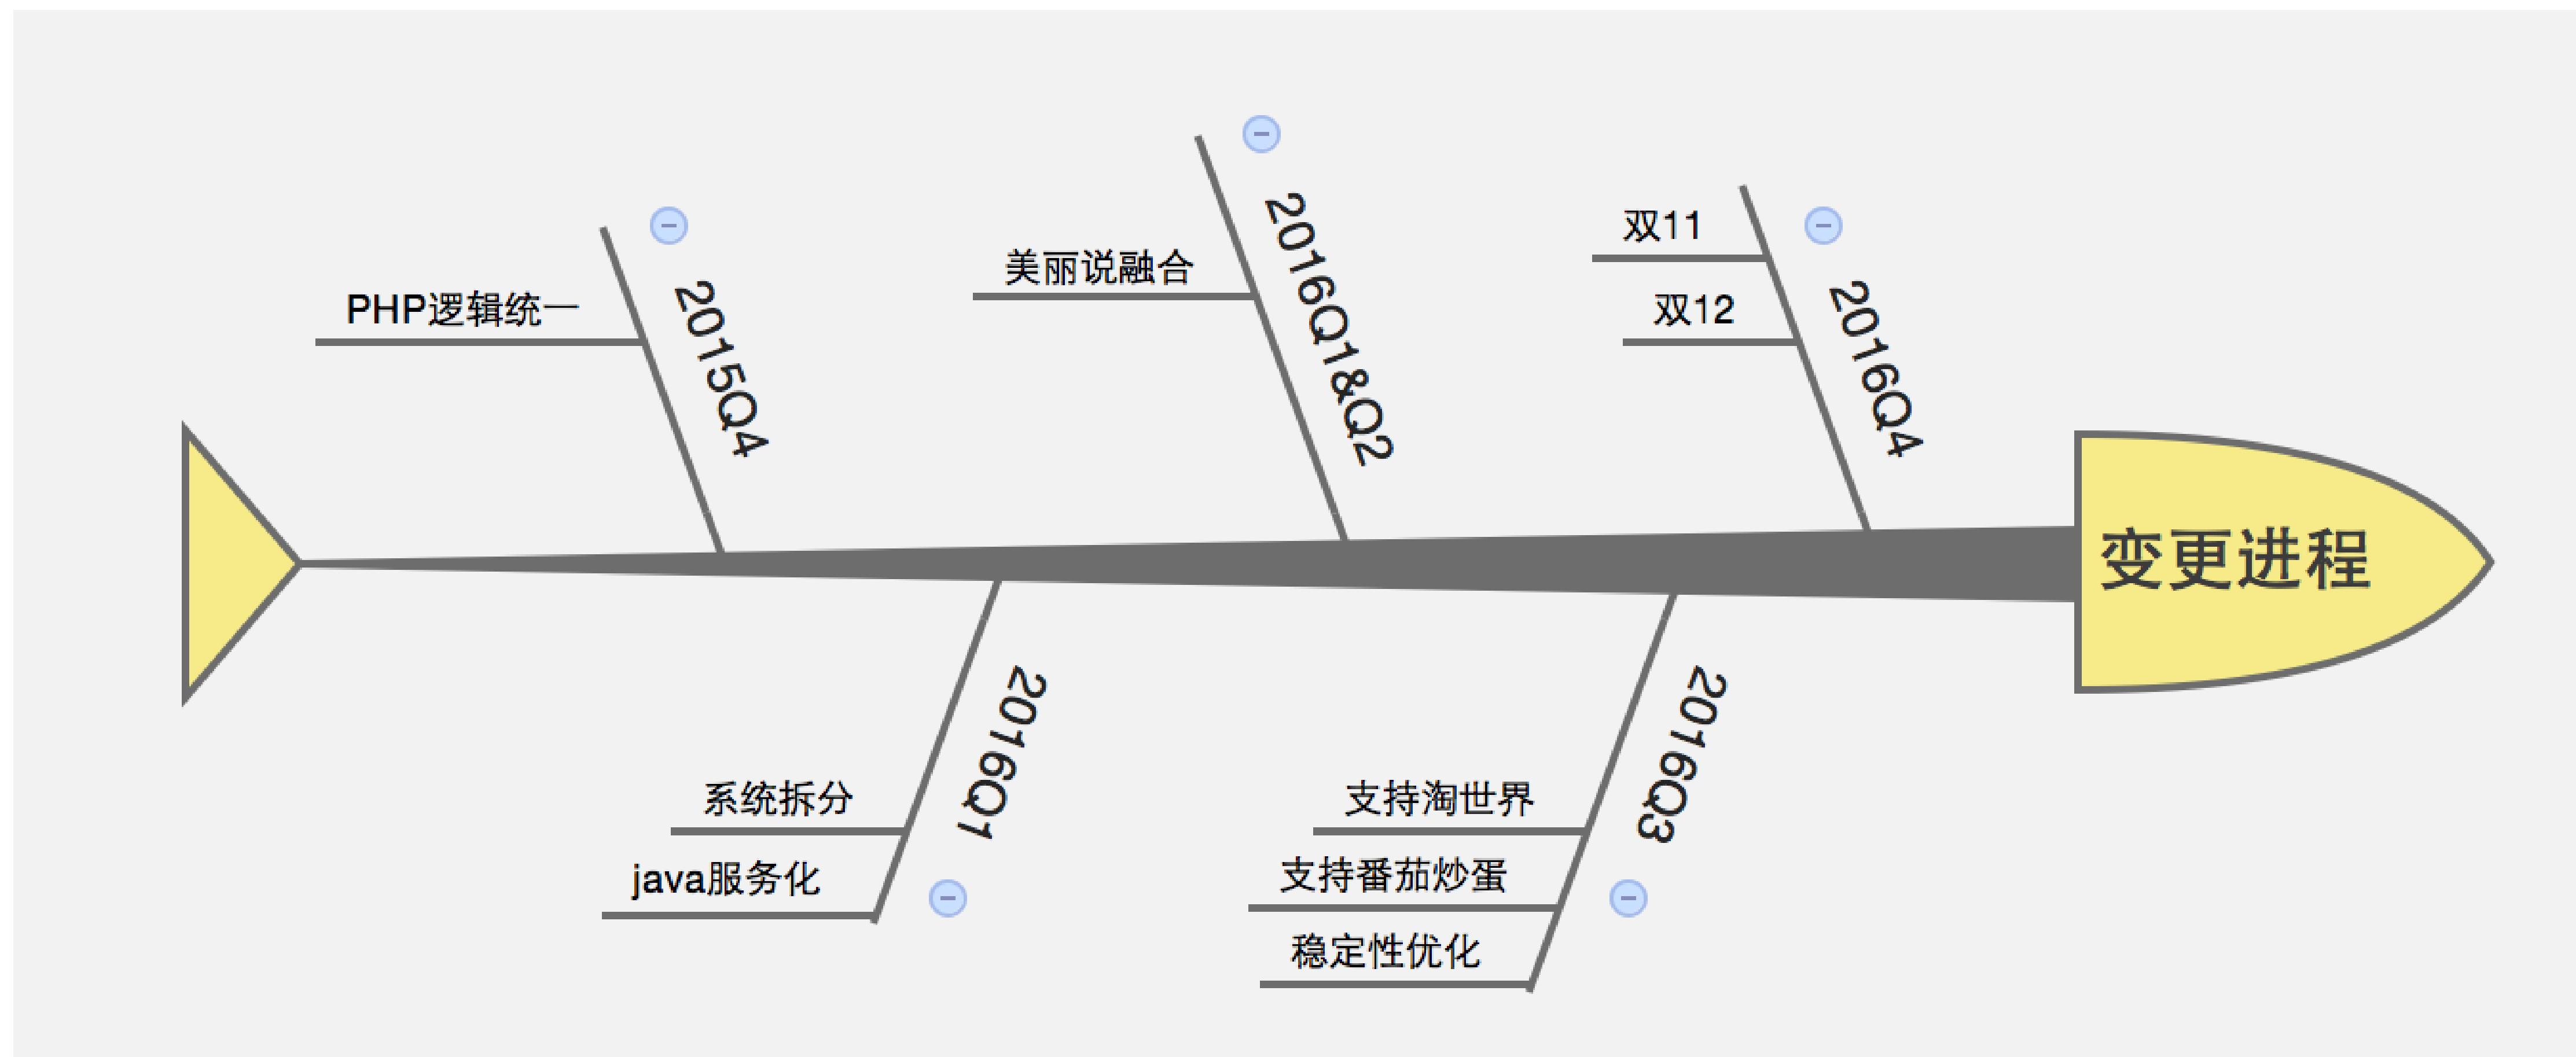 PHP逻辑统一
2015Q4
美丽说融合
2016Q1&Q2
双11
双12
2016Q4
变更进程
系统拆分
java服务化
2016Q1
支持淘世界
支持番茄炒蛋
稳定性优化
2016Q3